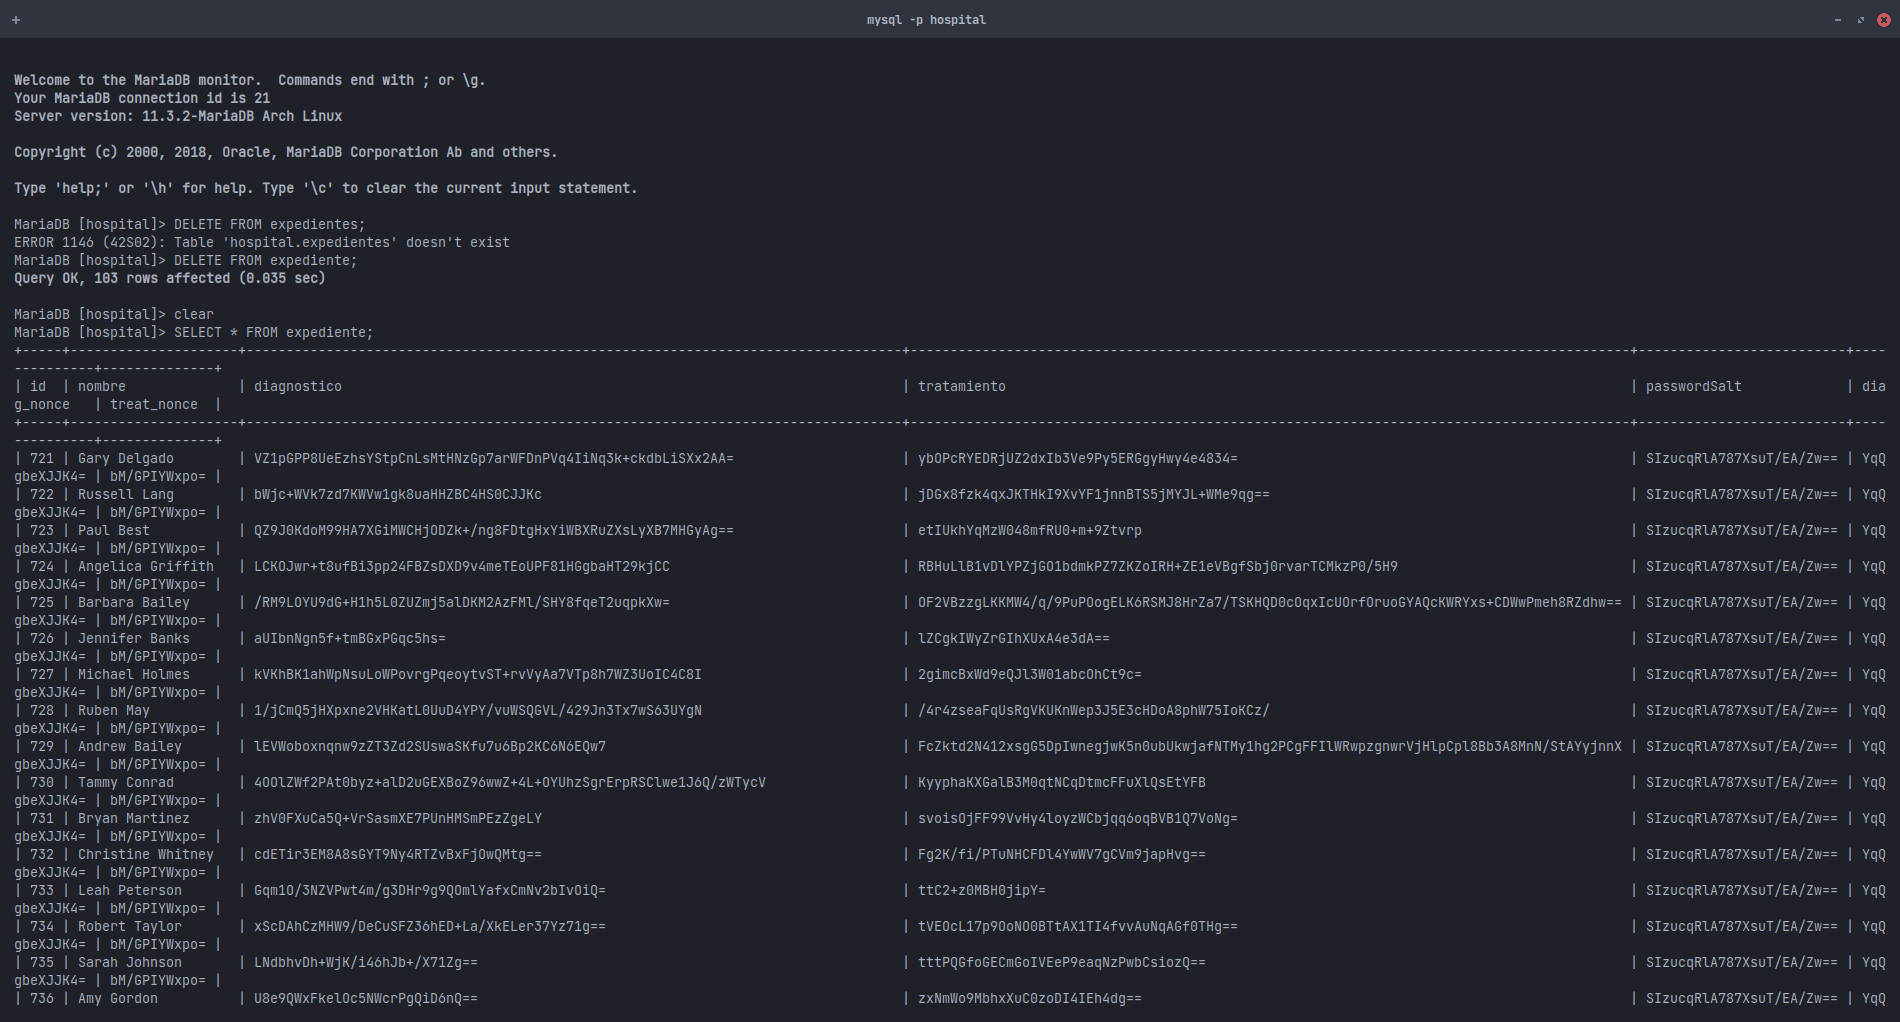 + mysql -p hospital
Welcome to the MariaDB monitor.  Commands end with ; or \g.
Your MariaDB connection id is 21
Server version: 11.3.2-MariaDB Arch Linux
Copyright (c) 2000, 2018, Oracle, MariaDB Corporation Ab and others.
Type 'help;' or '\h' for help. Type '\c' to clear the current input statement.
MariaDB [hospital]> DELETE FROM expedientes;
ERROR 1146 (42S02): Table 'hospital.expedientes' doesn't exist
MariaDB [hospital]> DELETE FROM expediente;
Query OK, 103 rows affected (0.035 sec)
MariaDB [hospital]> clear
MariaDB [hospital]> SELECT * FROM expediente;
| id  | nombre              | diagnostico | tratamiento | passwordSalt | dia
g_nonce   | treat_nonce  |
| 721 | Gary Delgado | VZ1pGPP8UeEzhsYStpCnLsMtHNzGp7arWFDnPVq4IiNq3k+ckdbLiSXx2AA= | ybOPcRYEDRjUZ2dxIb3Ve9Py5ERGgyHwy4e4834= | SIzucqRlA787XsuT/EA/Zw== | YqQ
gbeXJJK4= | bM/GPIYWxpo= |
| 722 | Russell Lang | bWjc+WVk7zd7KWVw1gk8uaHHZBC4HS0CJJKc | jDGx8fzk4qxJKTHkI9XvYF1jnnBTS5jMYJL+WMe9qg== | SIzucqRlA787XsuT/EA/Zw== | YqQ
gbeXJJK4= | bM/GPIYWxpo= |
| 723 | Paul Best | QZ9J0KdoM99HA7XGiMWCHjODZk+/ng8FDtgHxYiWBXRuZXsLyXB7MHGyAg== | etIUkhYqMzW048mfRU0+m+9Ztvrp | SIzucqRlA787XsuT/EA/Zw== | YqQ
gbeXJJK4= | bM/GPIYWxpo= |
| 724 | Angelica Griffith | LCKOJwr+t8ufBi3pp24FBZsDXD9v4meTEoUPF81HGgbaHT29kjCC | RBHuLlB1vDlYPZjGO1bdmkPZ7ZKZoIRH+ZE1eVBgfSbj0rvarTCMkzP0/5H9 | SIzucqRlA787XsuT/EA/Zw== | YqQ
gbeXJJK4= | bM/GPIYWxpo= |
| 725 | Barbara Bailey | /RM9LOYU9dG+H1h5L0ZUZmj5alDKM2AzFMl/SHY8fqeT2uqpkXw= | OF2VBzzgLKKMW4/q/9PuPOogELK6RSMJ8HrZa7/TSKHQD0cOqxIcUOrfOruoGYAQcKWRYxs+CDWwPmeh8RZdhw== | SIzucqRlA787XsuT/EA/Zw== | YqQ
gbeXJJK4= | bM/GPIYWxpo= |
| 726 | Jennifer Banks | aUIbnNgn5f+tmBGxPGqc5hs= | lZCgkIWyZrGIhXUxA4e3dA== | SIzucqRlA787XsuT/EA/Zw== | YqQ
gbeXJJK4= | bM/GPIYWxpo= |
| 727 | Michael Holmes | kVKhBK1ahWpNsuLoWPovrgPqeoytvST+rvVyAa7VTp8h7WZ3UoIC4C8I | 2gimcBxWd9eQJl3W01abcOhCt9c= | SIzucqRlA787XsuT/EA/Zw== | YqQ
gbeXJJK4= | bM/GPIYWxpo= |
| 728 | Ruben May | 1/jCmQ5jHXpxne2VHKatL0UuD4YPY/vuWSQGVL/429Jn3Tx7wS63UYgN | /4r4zseaFqUsRgVKUKnWep3J5E3cHDoA8phW75IoKCz/ | SIzucqRlA787XsuT/EA/Zw== | YqQ
gbeXJJK4= | bM/GPIYWxpo= |
| 729 | Andrew Bailey | lEVWoboxnqnw9zZT3Zd2SUswaSKfu7u6Bp2KC6N6EQw7 | FcZktd2N412xsgG5DpIwnegjwK5n0ubUkwjafNTMy1hg2PCgFFIlWRwpzgnwrVjHlpCpl8Bb3A8MnN/StAYyjnnX | SIzucqRlA787XsuT/EA/Zw== | YqQ
gbeXJJK4= | bM/GPIYWxpo= |
| 730 | Tammy Conrad | 4OOlZWf2PAt0byz+alD2uGEXBoZ96wwZ+4L+OYUhzSgrErpRSClwe1J6Q/zWTycV | KyyphaKXGalB3M0qtNCqDtmcFFuXlQsEtYFB | SIzucqRlA787XsuT/EA/Zw== | YqQ
gbeXJJK4= | bM/GPIYWxpo= |
| 731 | Bryan Martinez | zhV0FXuCa5Q+VrSasmXE7PUnHMSmPEzZgeLY | svoisOjFF99VvHy4loyzWCbjqq6oqBVB1Q7VoNg= | SIzucqRlA787XsuT/EA/Zw== | YqQ
gbeXJJK4= | bM/GPIYWxpo= |
| 732 | Christine Whitney | cdETir3EM8A8sGYT9Ny4RTZvBxFjOwQMtg== | Fg2K/fi/PTuNHCFDl4YwWV7gCVm9japHvg== | SIzucqRlA787XsuT/EA/Zw== | YqQ
gbeXJJK4= | bM/GPIYWxpo= |
| 733 | Leah Peterson | Gqm1O/3NZVPwt4m/g3DHr9g9QOmlYafxCmNv2bIvOiQ= | ttC2+z0MBH0jipY= | SIzucqRlA787XsuT/EA/Zw== | YqQ
gbeXJJK4= | bM/GPIYWxpo= |
| 734 | Robert Taylor | xScDAhCzMHW9/DeCuSFZ36hED+La/XkELer37Yz71g== | tVEOcL17p9OoNO0BTtAX1TI4fvvAuNqAGf0THg== | SIzucqRlA787XsuT/EA/Zw== | YqQ
gbeXJJK4= | bM/GPIYWxpo= |
| 735 | Sarah Johnson | LNdbhvDh+WjK/i46hJb+/X71Zg== | tttPQGfoGECmGoIVEeP9eaqNzPwbCsiozQ== | SIzucqRlA787XsuT/EA/Zw== | YqQ
gbeXJJK4= | bM/GPIYWxpo= |
| 736 | Amy Gordon | U8e9QWxFkelOc5NWcrPgQiD6nQ== | zxNmWo9MbhxXuC0zoDI4IEh4dg== | SIzucqRlA787XsuT/EA/Zw== | YqQ